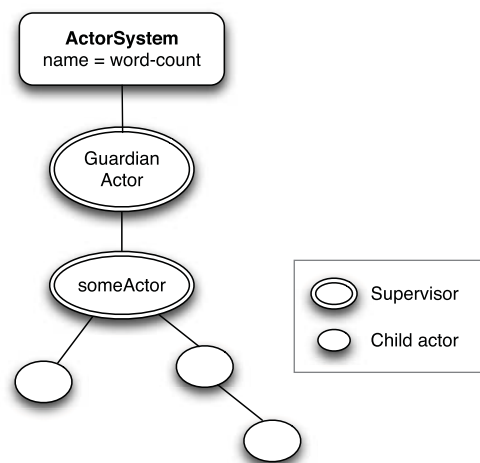 ActorSystem
name = word-count
Guardian
Actor
someActor
Supervisor
Child actor